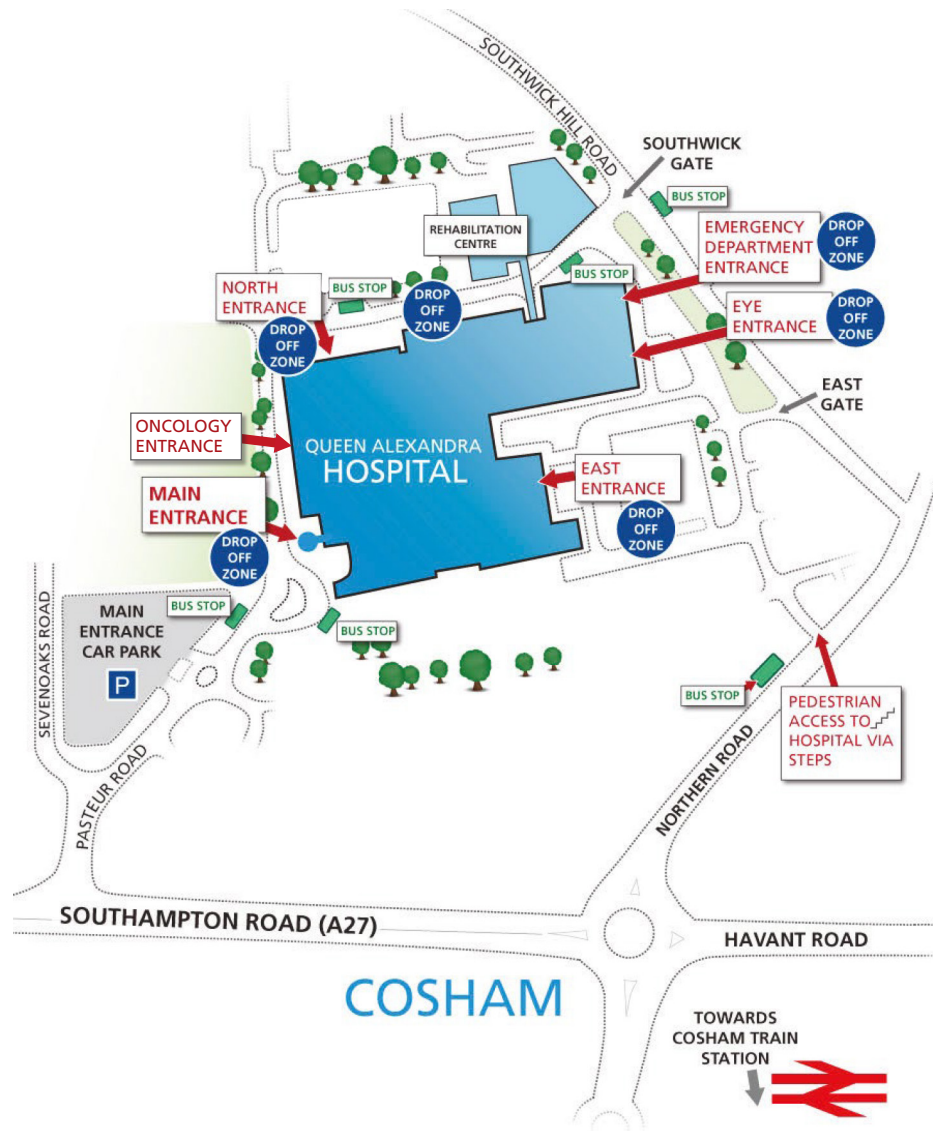 SOUTHWICK HILL ROAD
SOUTHWICK
GATE
BUS STOP
REHABILITATION
CENTRE
EMERGENCY
DEPARTMENT
ENTRANCE
DROP
OFF
ZONE
BUS STOP
BUS STOP
NORTH
ENTRANCE
DROP
OFF
ZONE
DROP
OFF
ZONE
EYE
ENTRANCE
DROP
OFF
ZONE
EAST
GATE
ONCOLOGY
ENTRANCE
QUEEN ALEXANDRA
HOSPITAL
EAST
ENTRANCE
DROP
OFF
ZONE
MAIN
ENTRANCE
DROP
OFF
ZONE
SEVENOAKS ROAD
MAIN
ENTRANCE
CAR PARK
P
BUS STOP
BUS STOP
BUS STOP
PEDESTRIAN
ACCESS TO
HOSPITAL VIA
STEPS
PASTEUR ROAD
NORTHERN ROAD
SOUTHAMPTON ROAD (A27)
HAVANT ROAD
COSHAM
TOWARDS
COSHAM TRAIN
STATION